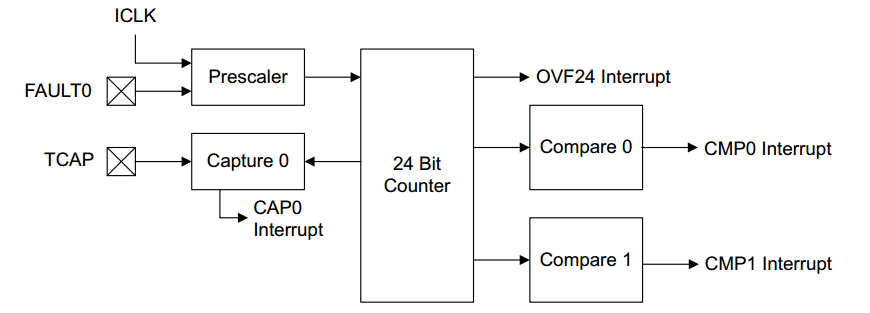 ICLK
Prescaler
OVF24 Interrupt
FAULT0
TCAP
Capture 0
24 Bit
Counter
Compare 0
CMP0 Interrupt
CAP0
Interrupt
Compare 1
CMP1 Interrupt